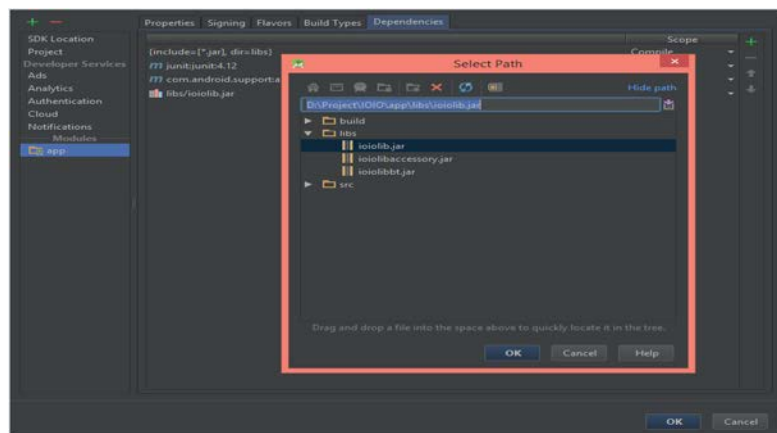 Properties Signing Flavors Build Types Dependencies
SDK Location
Project
Developer Services
Ads
Analytics
Authentication
Cloud
Notifications
Modules
app
Scope
{include=[*.jar], dir=libs}
Compile
m junit:junit:4.12
m com.android.support:a
libs/ioiolib.jar
Select Path
Hide path
D:\Project\IOIO\app\libs\ioiolib.jar
build
libs
ioiolib.jar
ioiolibaccessory.jar
ioiolibbt.jar
src
Drag and drop a file into the space above to quickly locate it in the tree.
OK Cancel Help
OK Cancel